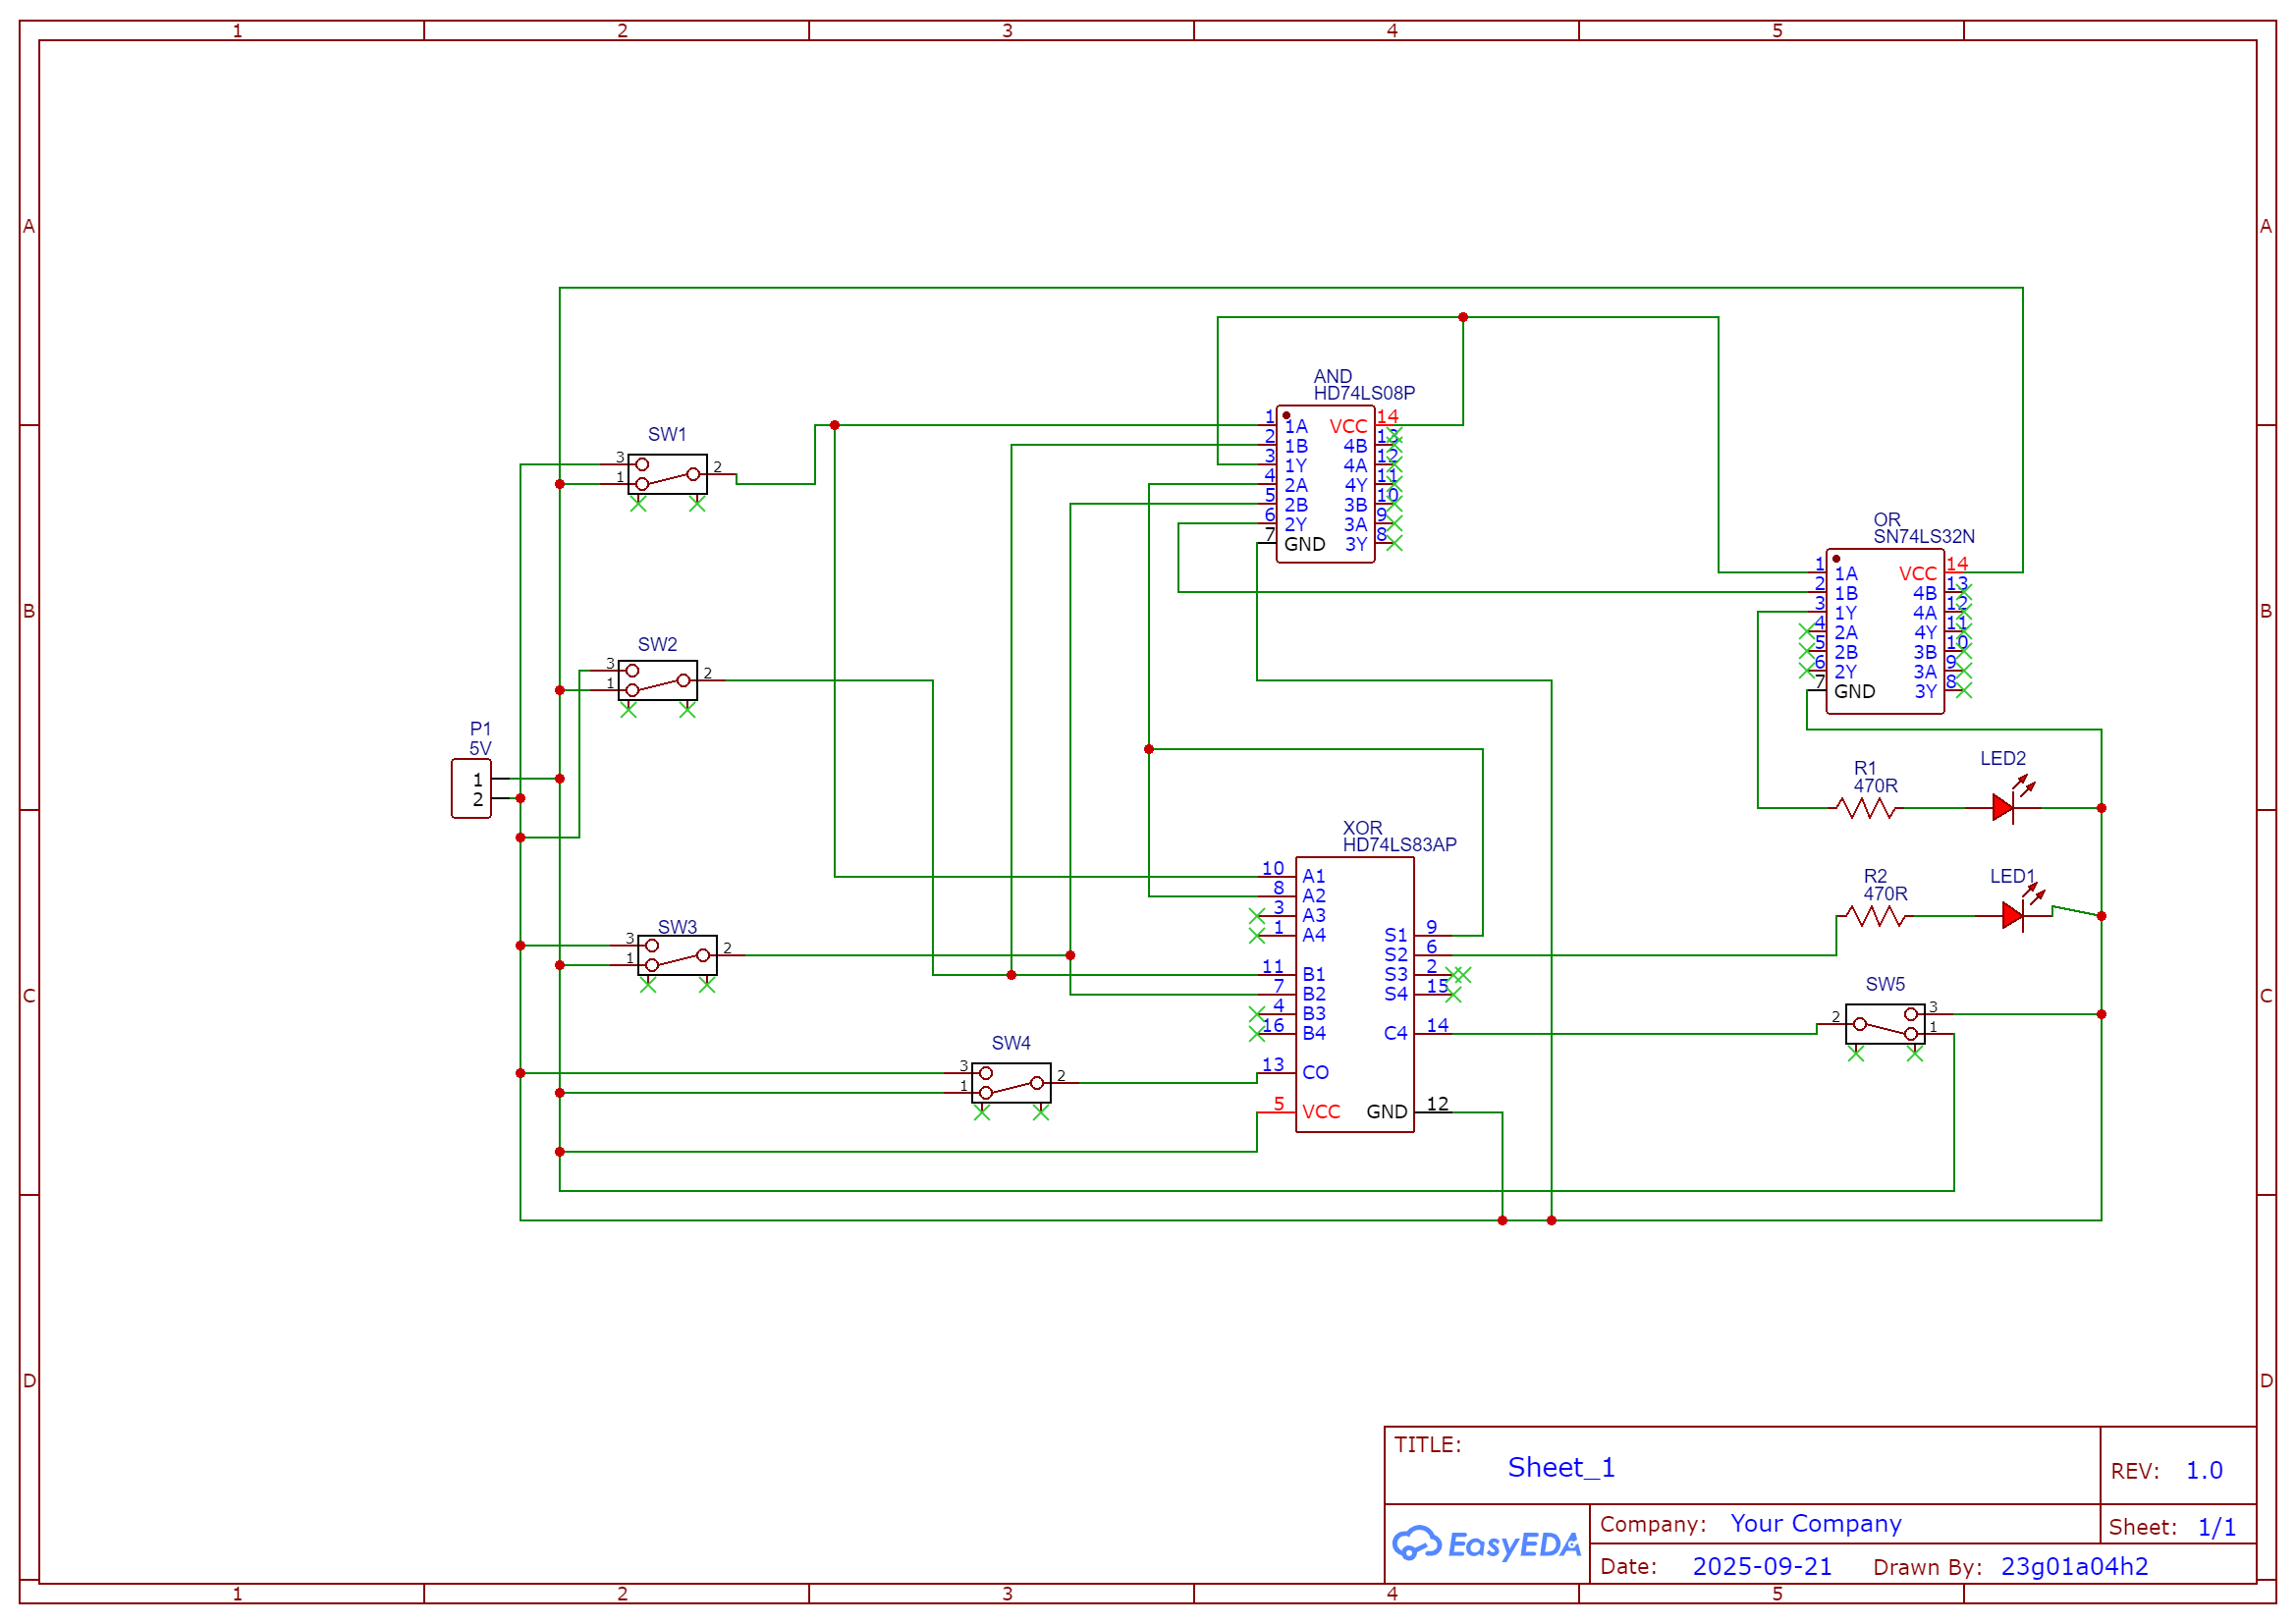 1 2 3 4 5
A A
AND
HD74LS08P
1 1A VCC 14
2 1B 4B 13
3 1Y 4A 12
4 2A 4Y 11
5 2B 3B 10
6 2Y 3A 9
7 GND 3Y 8
SW1
3
1 2
OR
SN74LS32N
1 1A VCC 14
2 1B 4B 13
3 1Y 4A 12
4 2A 4Y 11
5 2B 3B 10
6 2Y 3A 9
7 GND 3Y 8
B B
SW2
3
1 2
P1
5V
1
2
R1
470R
LED2
XOR
HD74LS83AP
10 A1
8 A2
3 A3
1 A4
11 B1
7 B2
4 B3
16 B4
13 CO
5 VCC
S1 9
S2 6
S3 2
S4 15
C4 14
GND 12
R2
470R
LED1
SW3
3
1 2
C C
SW5
2 3
1
SW4
3
1 2
D D
TITLE:
Sheet_1
REV: 1.0
EasyEDA
Company: Your Company
Sheet: 1/1
Date: 2025-09-21 Drawn By: 23g01a04h2
1 2 3 4 5